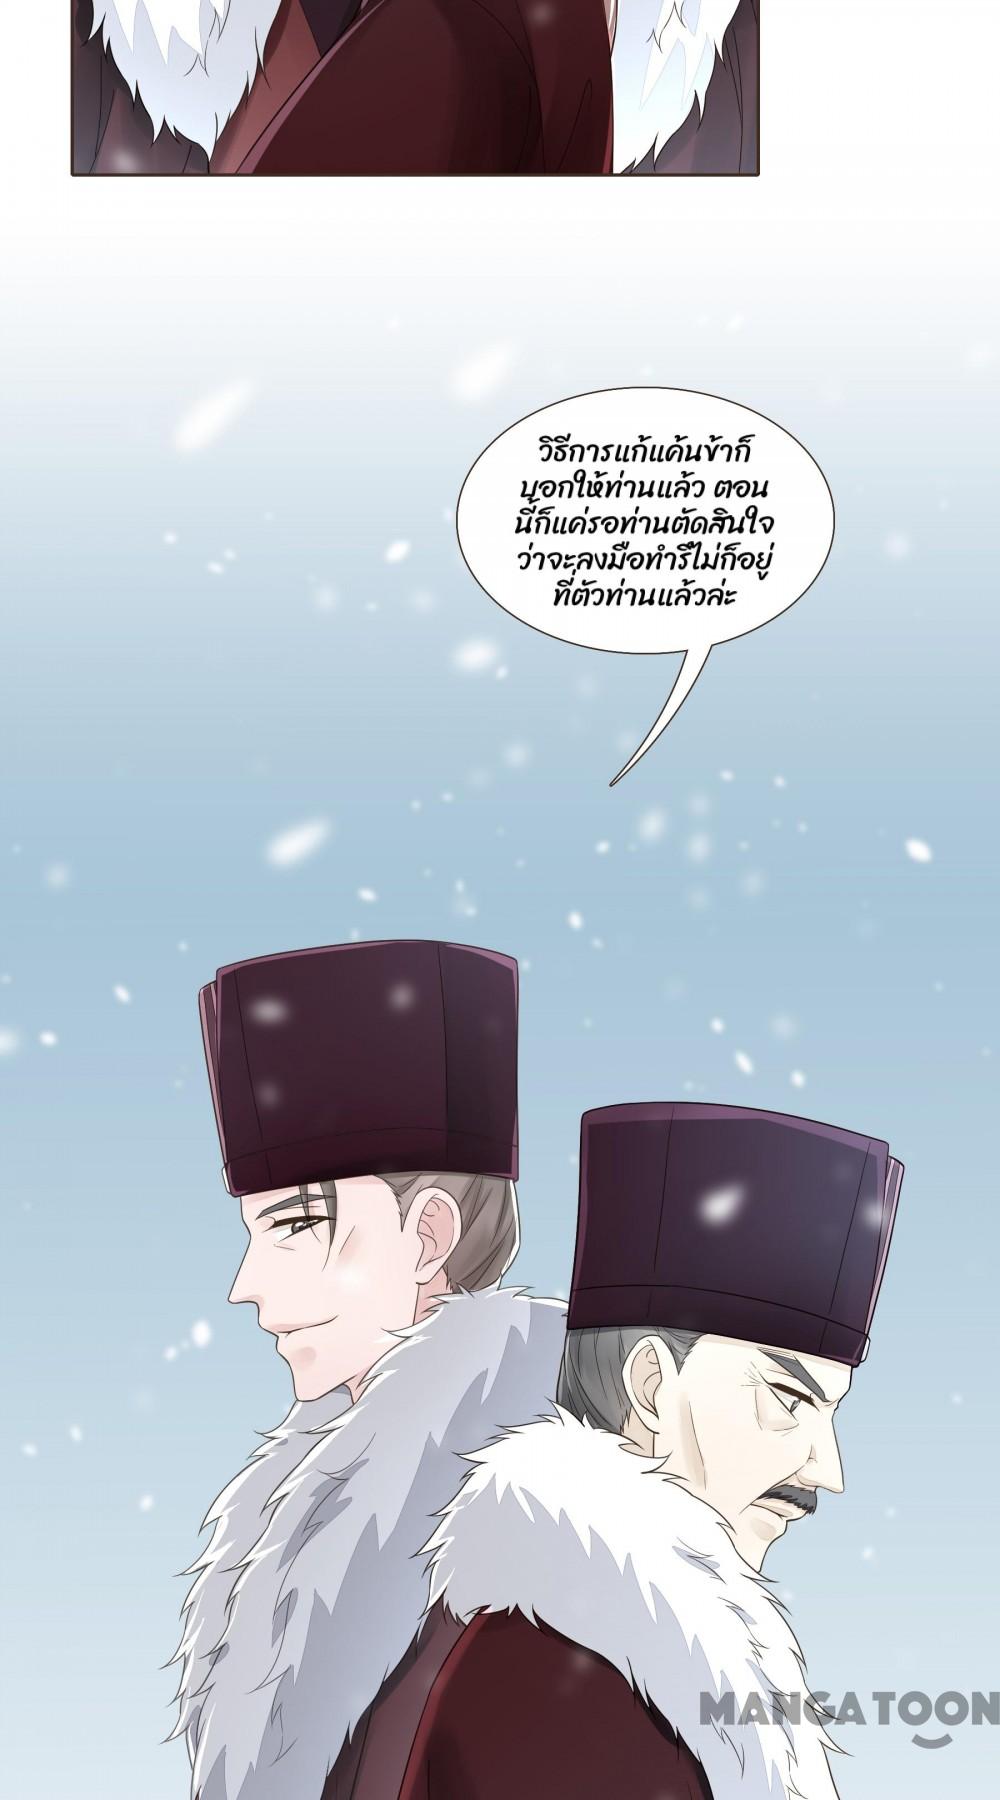 วิธีการแก้แค้นข้าก็
บอกให้ท่านแล้ว ตอน
นี้ก็แค่รอท่านตัดสินใจ
ว่าจะลงมือทำรึไม่ก็อยู่
ที่ตัวท่านแล้วล่ะ
MANGATOON